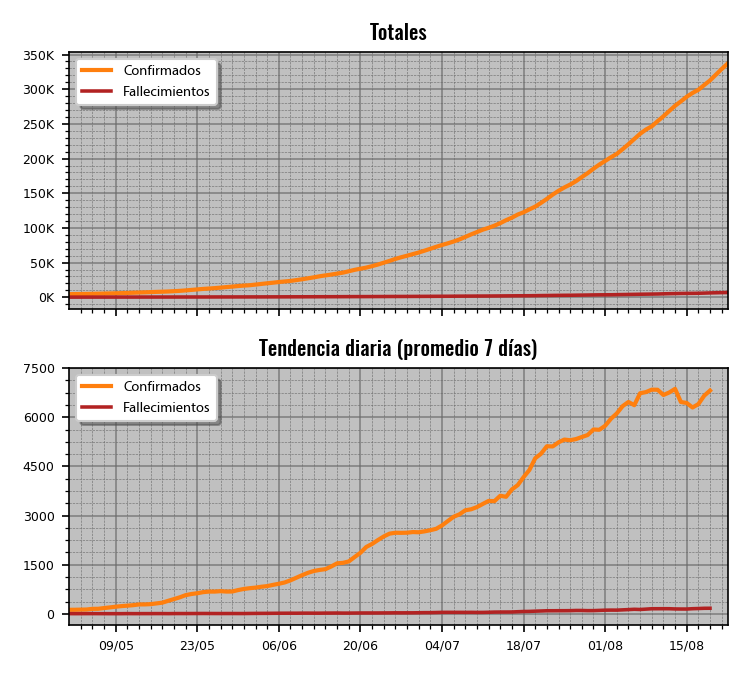 Totales
350K
300K
250K
200K
150K
100K
50K
0K
Confirmados
Fallecimientos
Tendencia diaria (promedio 7 días)
7500
6000
4500
3000
1500
0
Confirmados
Fallecimientos
09/05 23/05 06/06 20/06 04/07 18/07 01/08 15/08